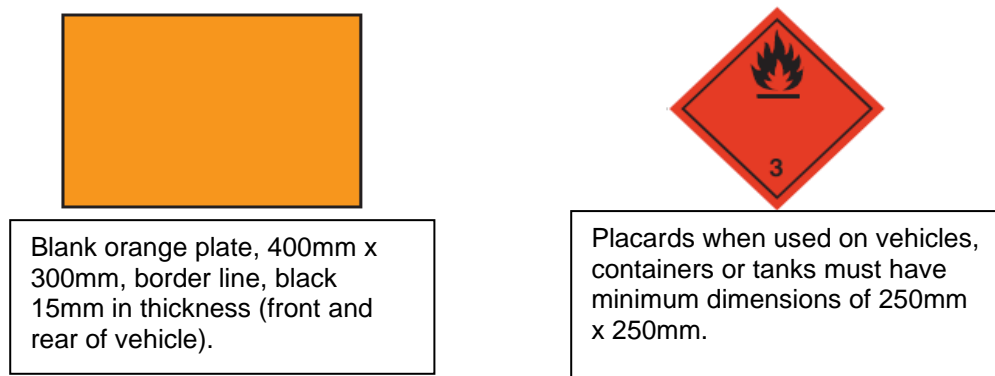 3
Blank orange plate, 400mm x
300mm, border line, black
15mm in thickness (front and
rear of vehicle).
Placards when used on vehicles,
containers or tanks must have
minimum dimensions of 250mm
x 250mm.